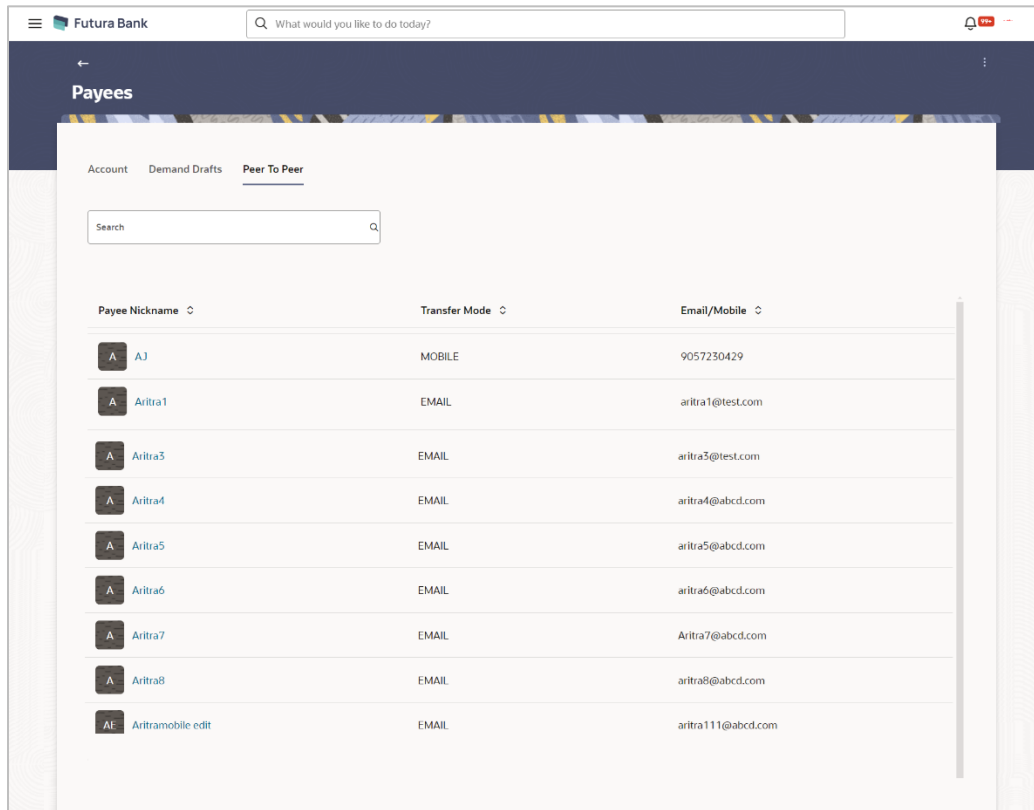 Futura Bank What would you like to do today? 99+
Payees
Account Demand Drafts Peer To Peer
Search
Payee Nickname Transfer Mode Email/Mobile
A AJ MOBILE 9057230429
A Aritra1 EMAIL aritra1@test.com
A Aritra3 EMAIL aritra3@test.com
A Aritra4 EMAIL aritra4@abcd.com
A Aritra5 EMAIL aritra5@abcd.com
A Aritra6 EMAIL aritra6@abcd.com
A Aritra7 EMAIL Aritra7@abcd.com
A Aritra8 EMAIL aritra8@abcd.com
AE Aritramobile edit EMAIL aritra111@abcd.com